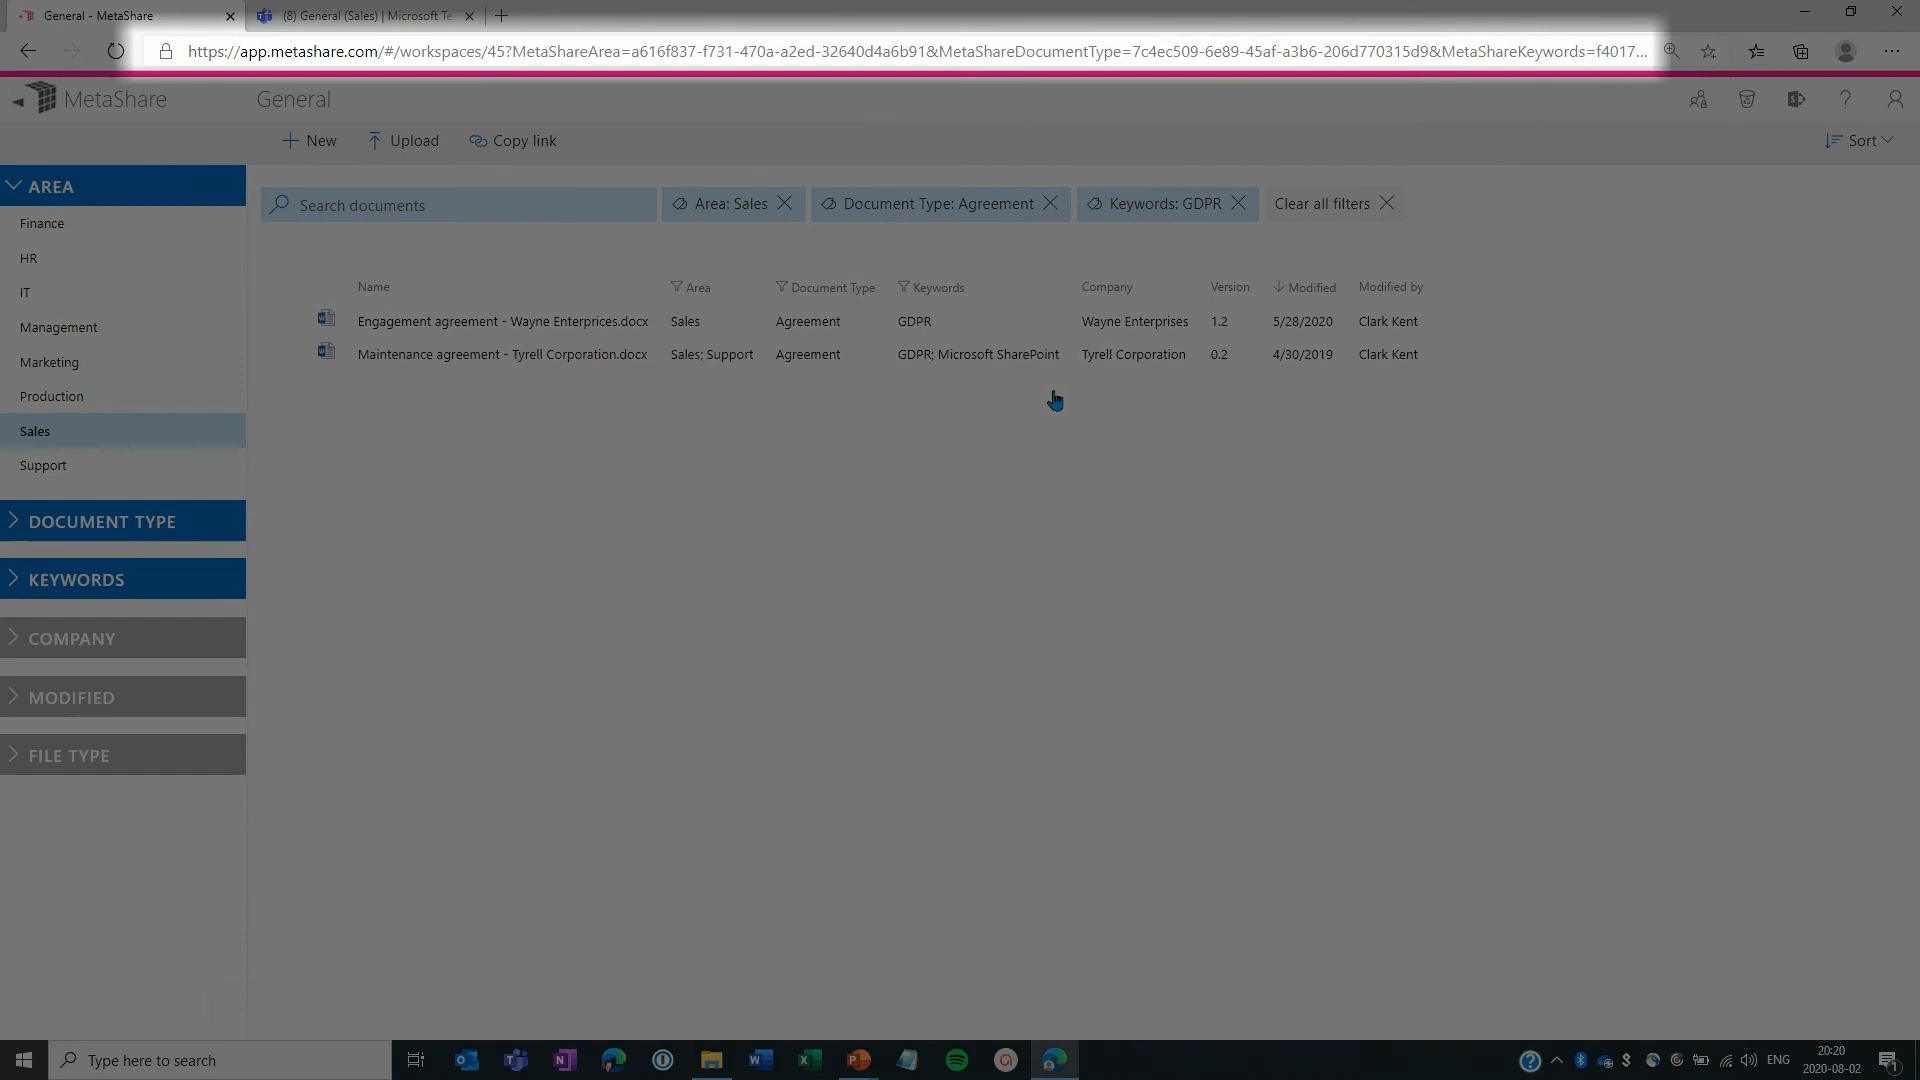 General - MetaShare
(8) General (Sales) | Microsoft Te
https://app.metashare.com/#/workspaces/45?MetaShareArea=a616f837-f731-470a-a2ed-32640d4a6b91&MetaShareDocumentType=7c4ec509-6e89-45af-a3b6-206d770315d9&MetaShareKeywords=f4017...
MetaShare
General
New
Upload
Copy link
Sort
AREA
Finance
HR
IT
Management
Marketing
Production
Sales
Support
DOCUMENT TYPE
KEYWORDS
COMPANY
MODIFIED
FILE TYPE
Search documents
Area: Sales
Document Type: Agreement
Keywords: GDPR
Clear all filters
Name Area Document Type Keywords Company Version Modified Modified by
Engagement agreement - Wayne Enterprices.docx Sales Agreement GDPR Wayne Enterprises 1.2 5/28/2020 Clark Kent
Maintenance agreement - Tyrell Corporation.docx Sales; Support Agreement GDPR; Microsoft SharePoint Tyrell Corporation 0.2 4/30/2019 Clark Kent
Type here to search
ENG
20:20
2020-08-02